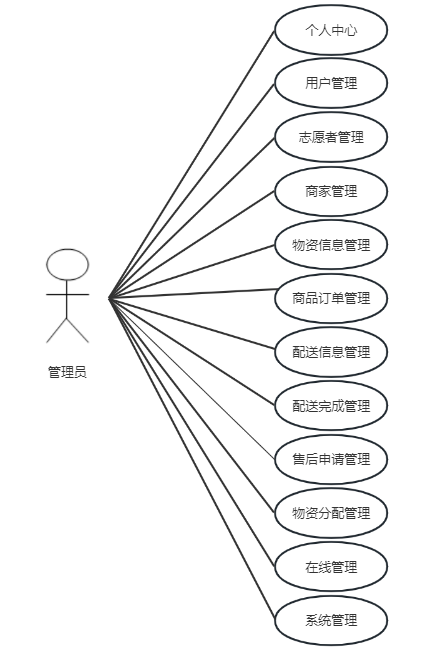 个人中心
用户管理
志愿者管理
商家管理
物资信息管理
商品订单管理
配送信息管理
管理员
配送完成管理
售后申请管理
物资分配管理
在线管理
系统管理